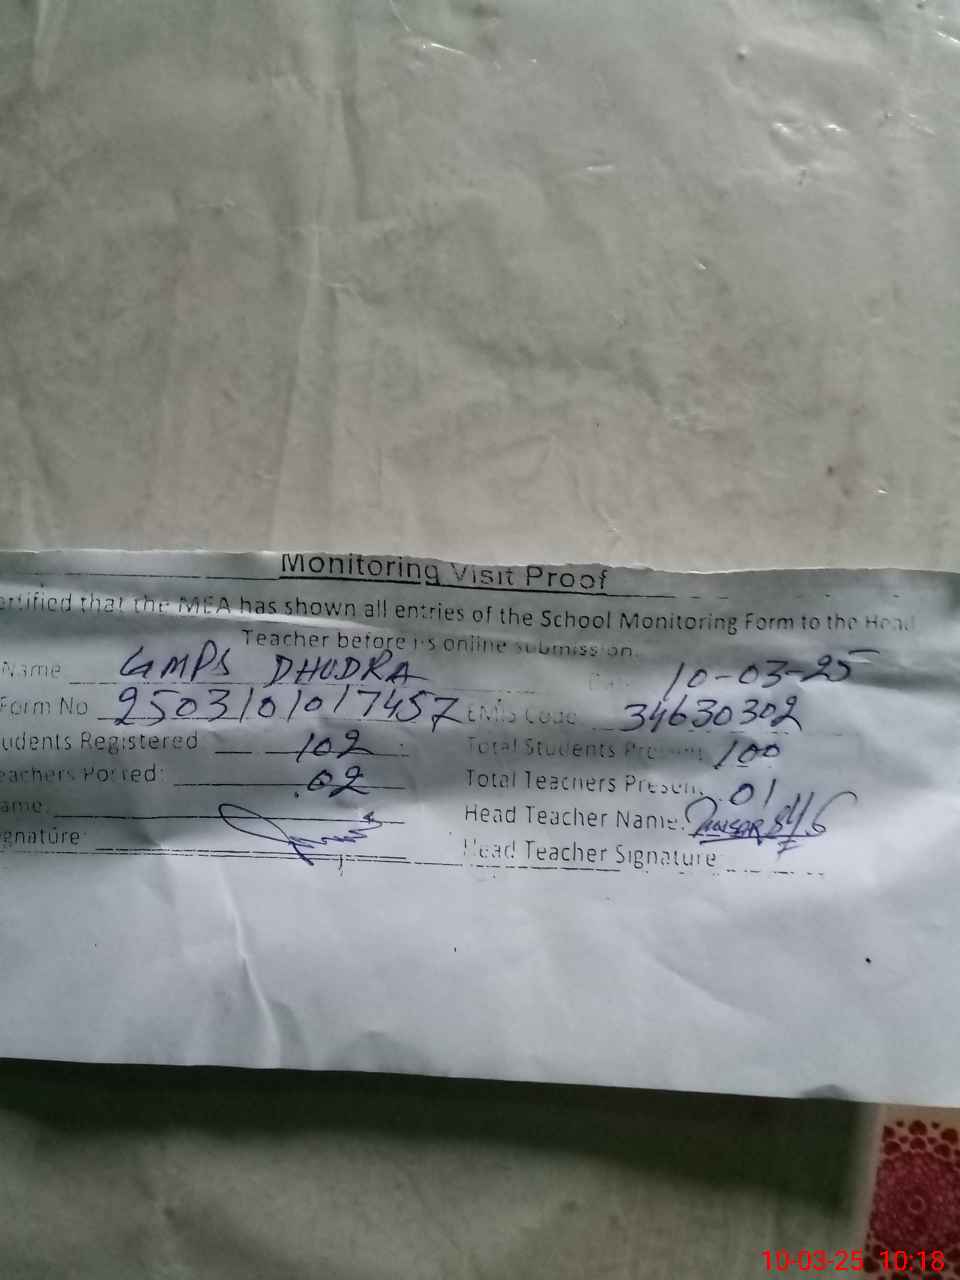 Monitoring Visit Proof
ertified that the MEA has shown all entries of the School Monitoring Form to the Head
Teacher before its online submission.
Name GMPS DHUDRA Date 10-03-25
Form No 2503101017457 EMIS Code 34630302
udents Registered 102 Total Students Present 100
eachers Posted: 02 Total Teachers Present 01
ame: Head Teacher Name:
gnature Head Teacher Signature
10-03-25 10:18